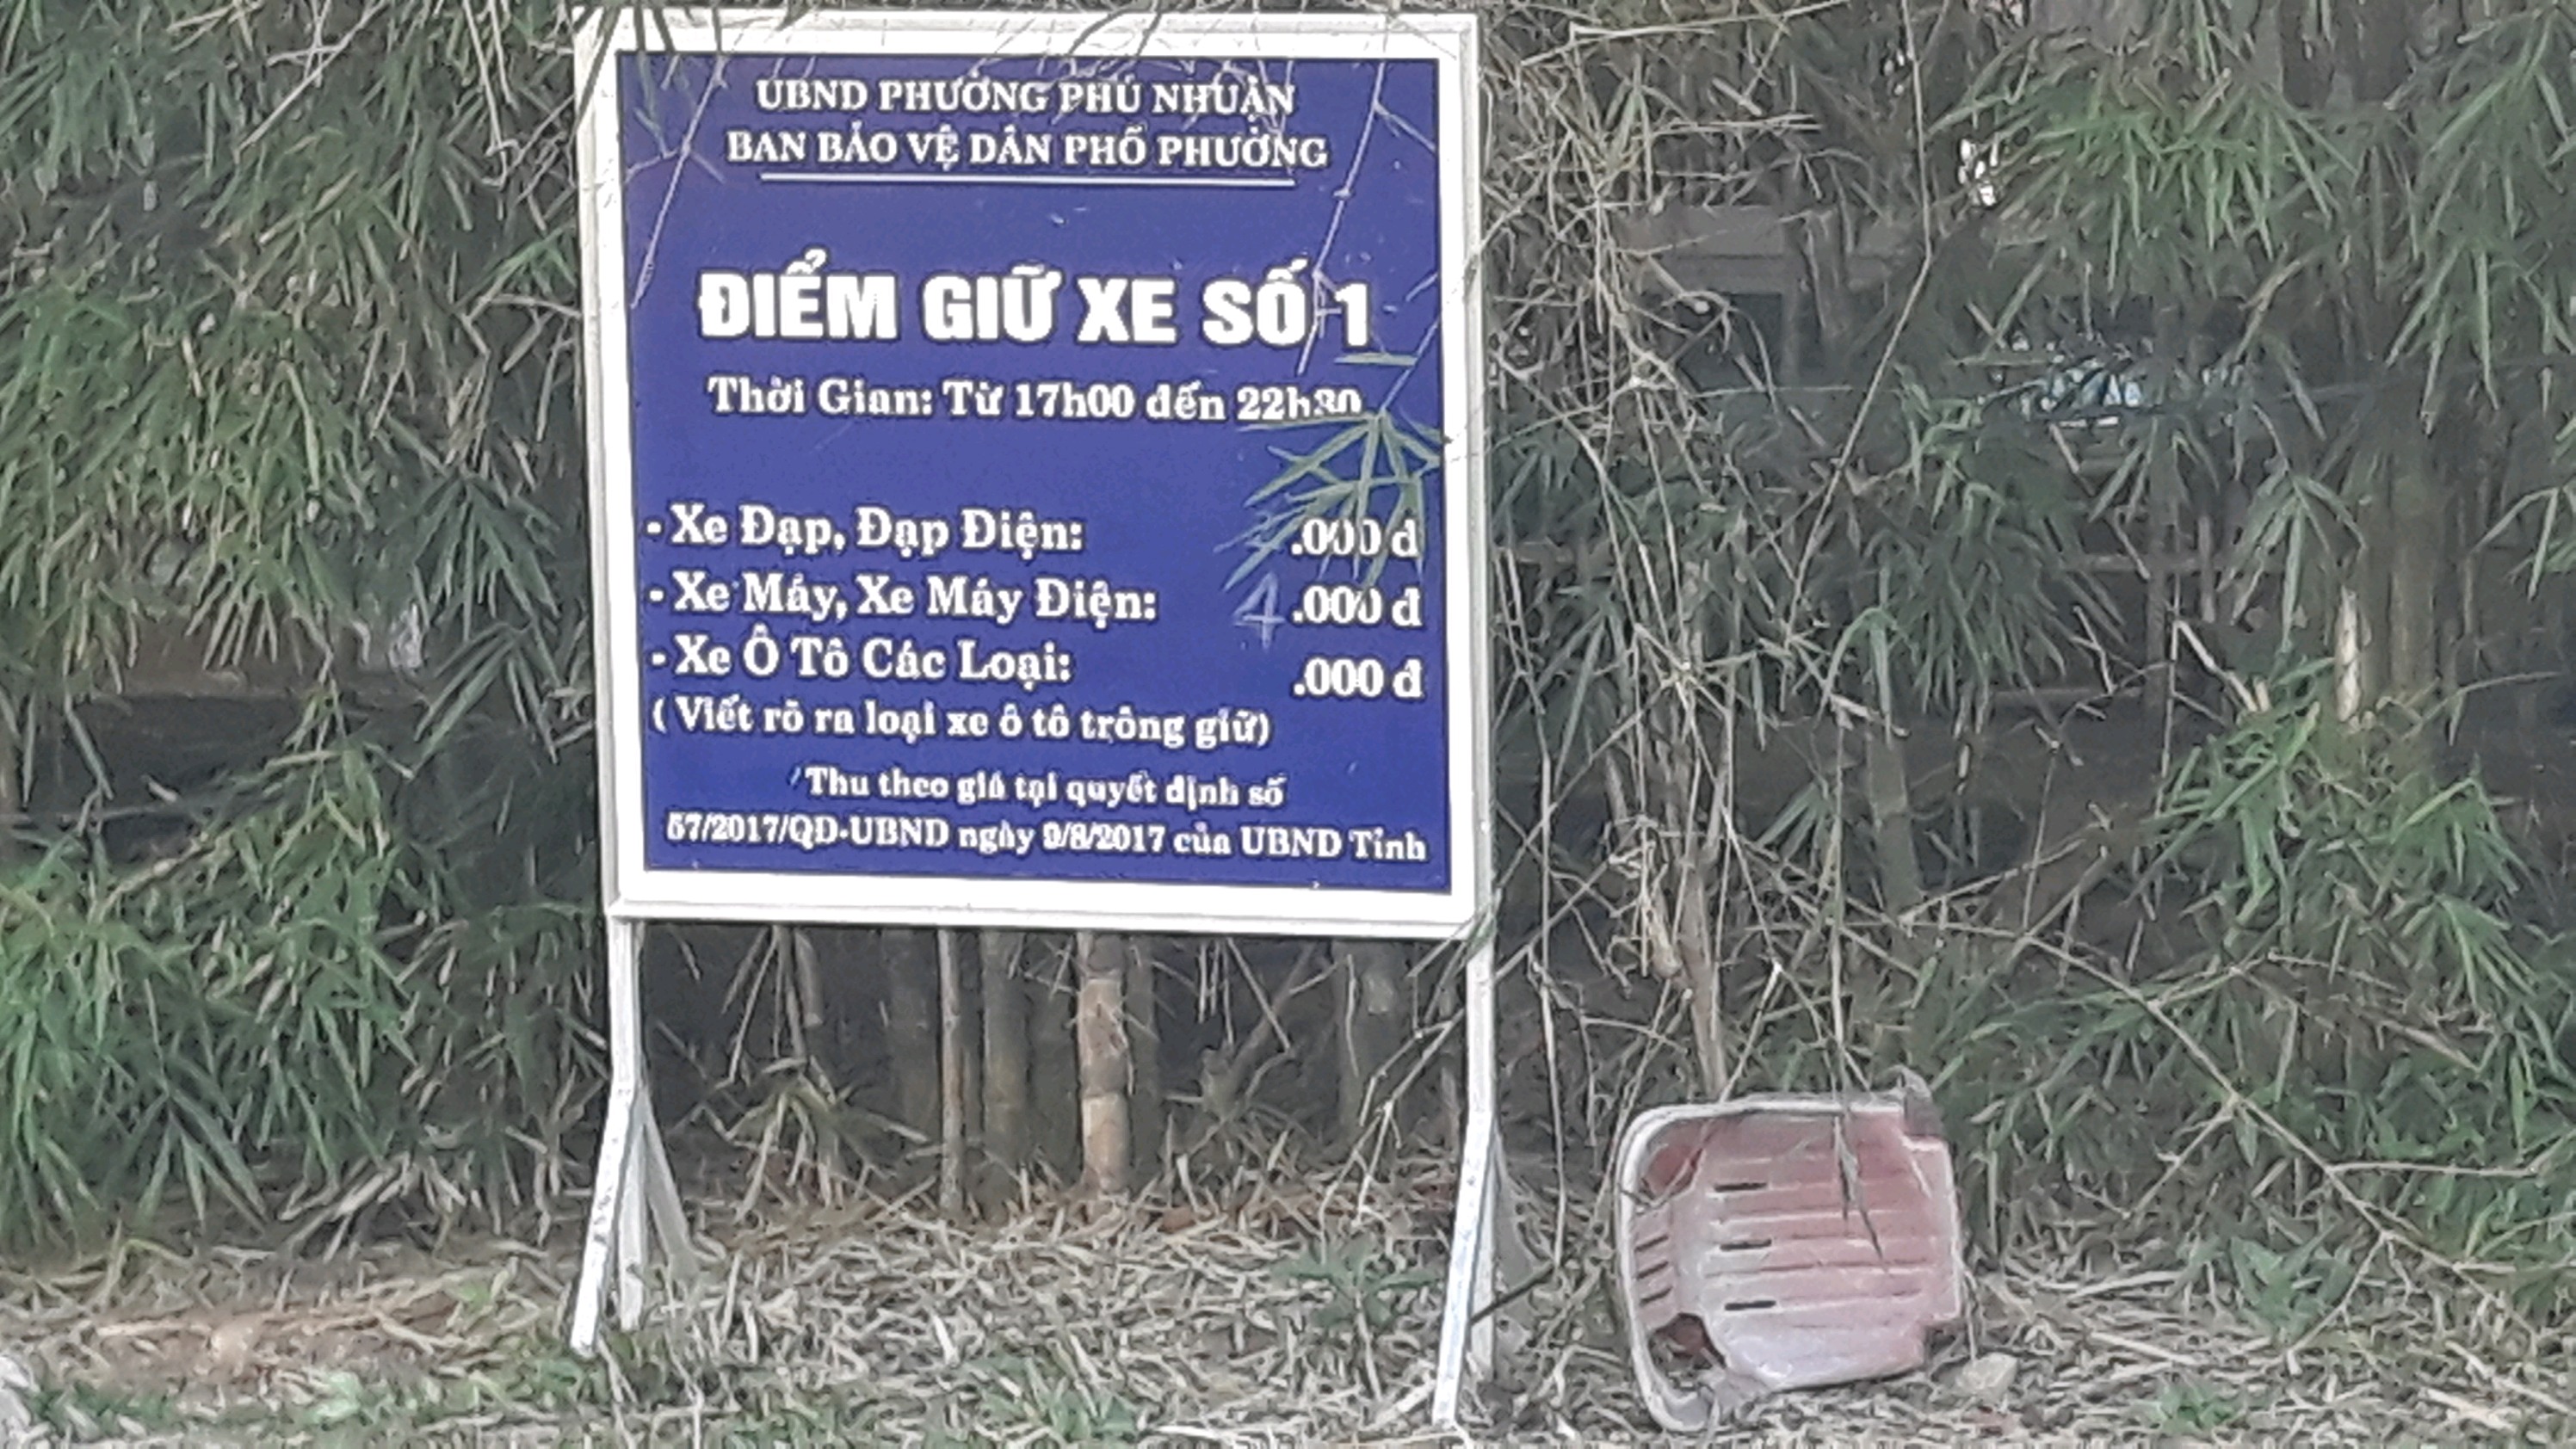 UBND PHƯỜNG PHÚ NHUẬN
BAN BẢO VỆ DÂN PHỐ PHƯỜNG
ĐIỂM GIỮ XE SỐ 1
Thời Gian: Từ 17h00 đến 22h30
- Xe Đạp, Đạp Điện: .000 đ
- Xe Máy, Xe Máy Điện: 4.000 đ
- Xe Ô Tô Các Loại: .000 đ
( Viết rõ ra loại xe ô tô trông giữ)
Thu theo giá tại quyết định số
57/2017/QD-UBND ngày 9/8/2017 của UBND Tỉnh